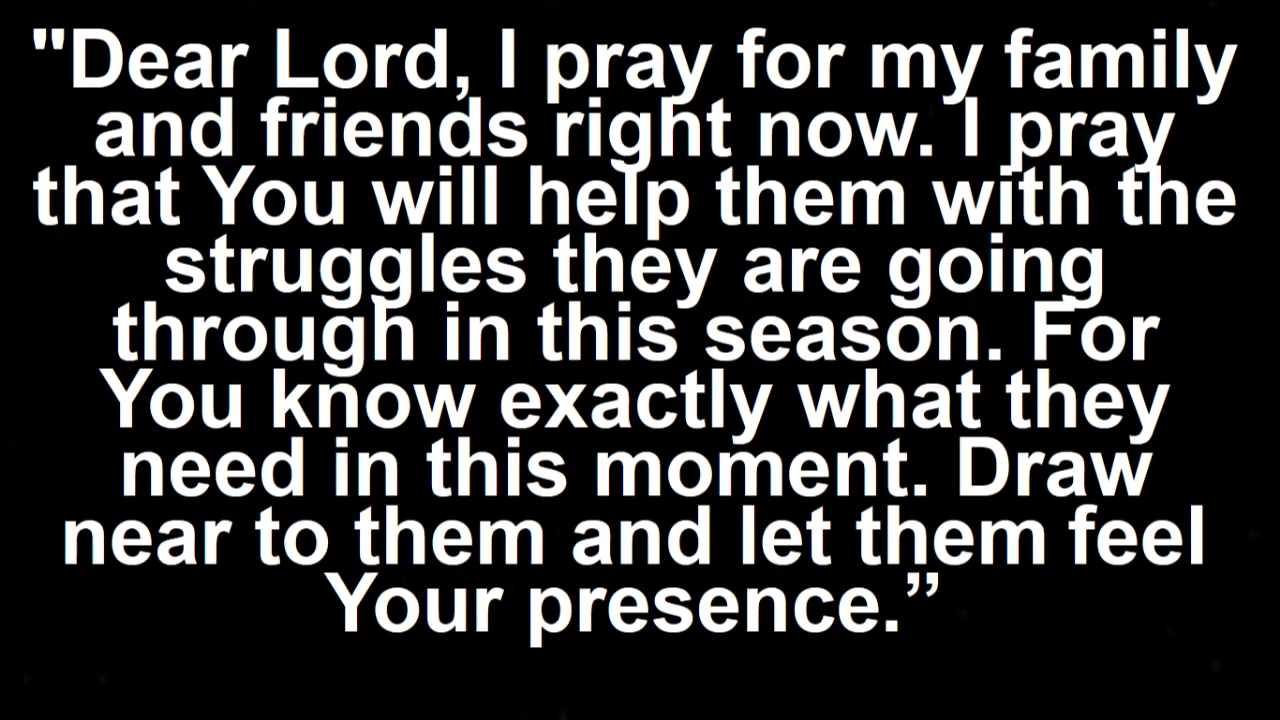 "Dear Lord, I pray for my family
and friends right now. I pray
that You will help them with the
struggles they are going
through in this season. For
You know exactly what they
need in this moment. Draw
near to them and let them feel
Your presence.”